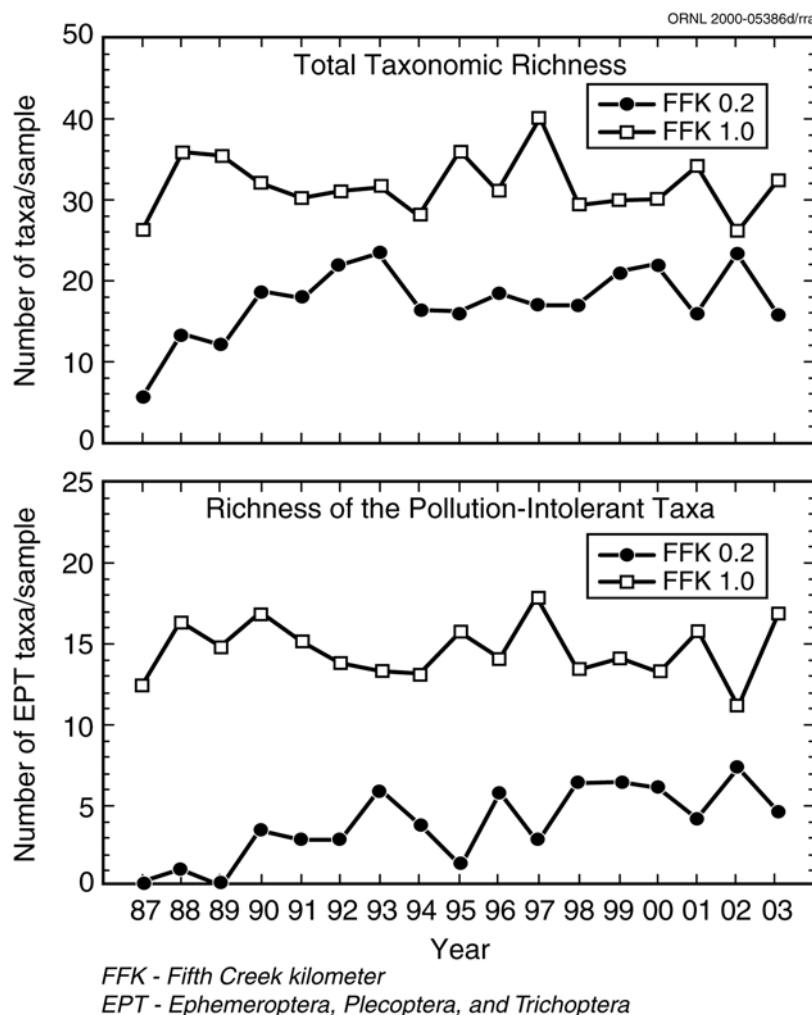 ORNL 2000-05386d/rra
Total Taxonomic Richness
FFK 0.2
FFK 1.0
Number of taxa/sample
50
40
30
20
10
0
Richness of the Pollution-Intolerant Taxa
FFK 0.2
FFK 1.0
Number of EPT taxa/sample
25
20
15
10
5
0
87 88 89 90 91 92 93 94 95 96 97 98 99 00 01 02 03
Year
FFK - Fifth Creek kilometer
EPT - Ephemeroptera, Plecoptera, and Trichoptera